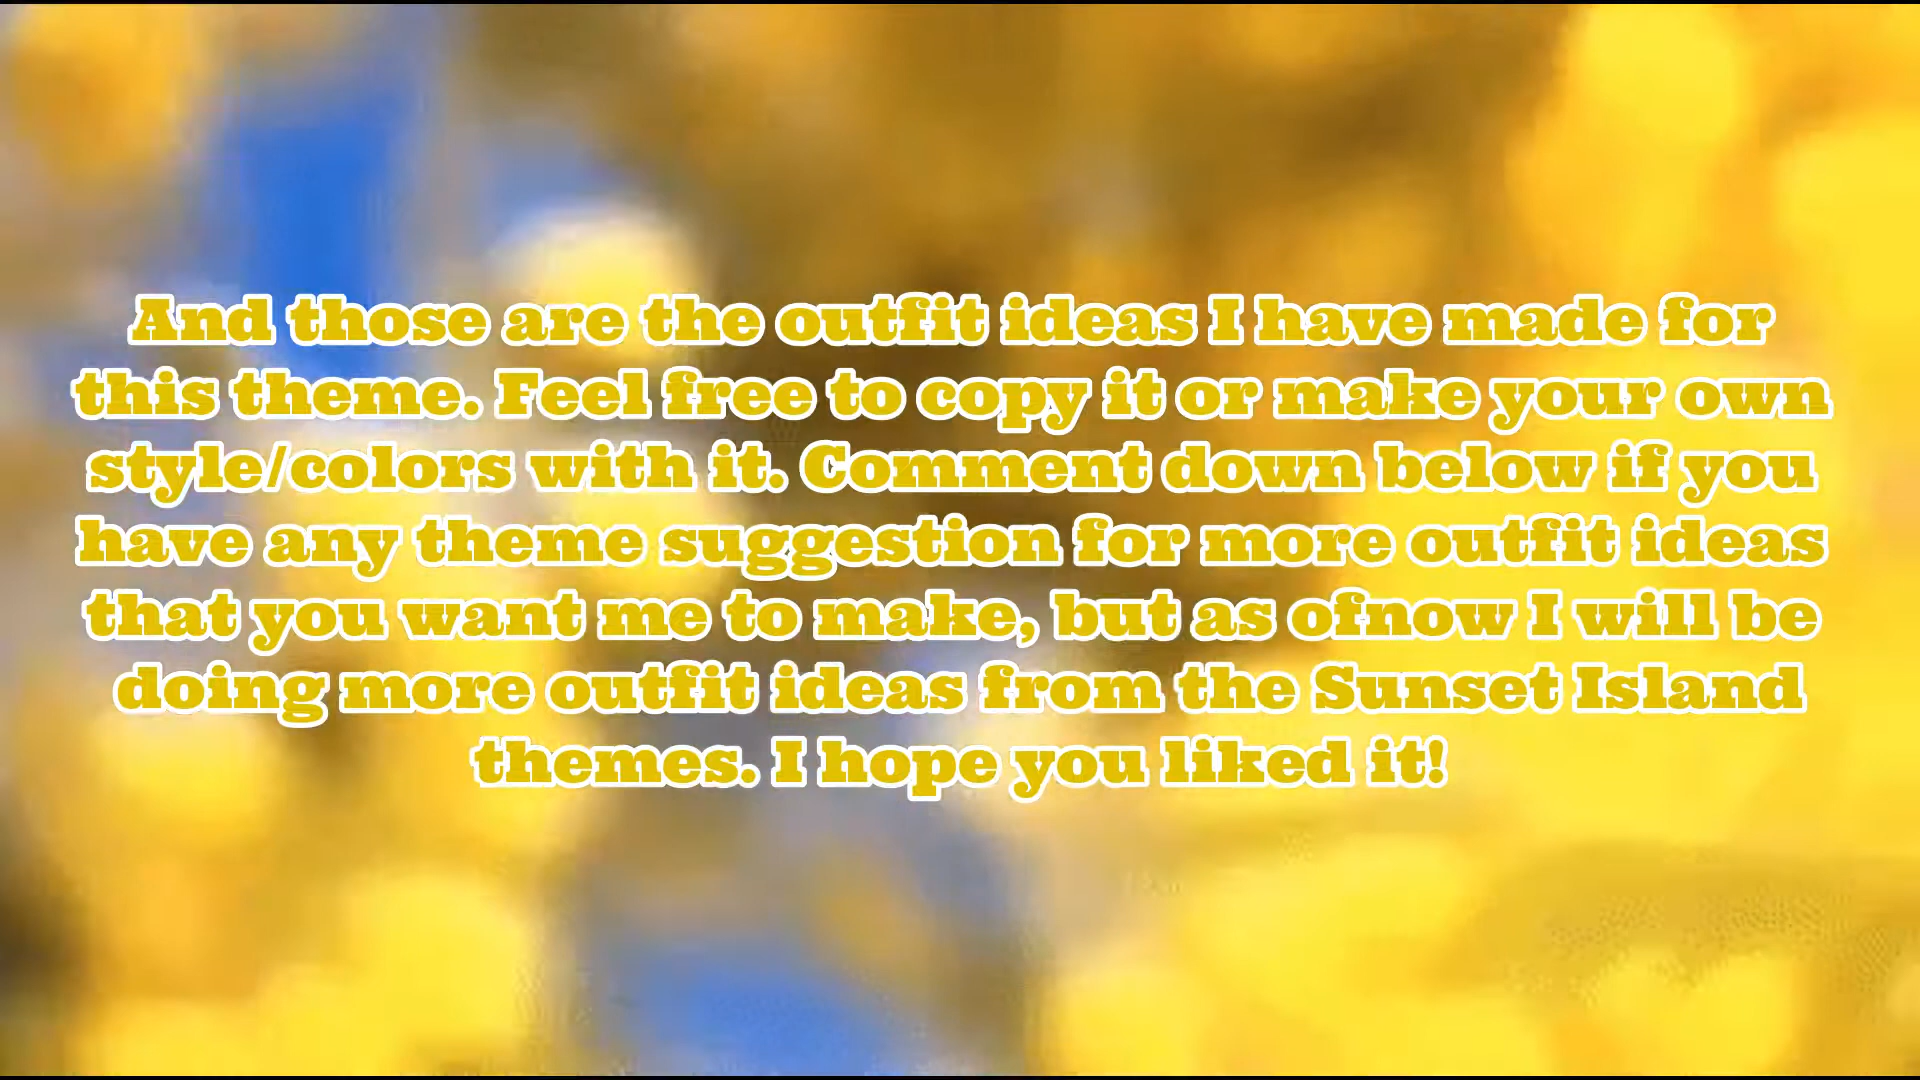 And those are the outfit ideas I have made for
this theme. Feel free to copy it or make your own
style/colors with it. Comment down below if you
have any theme suggestion for more outfit ideas
that you want me to make, but as ofnow I will be
doing more outfit ideas from the Sunset Island
themes. I hope you liked it!